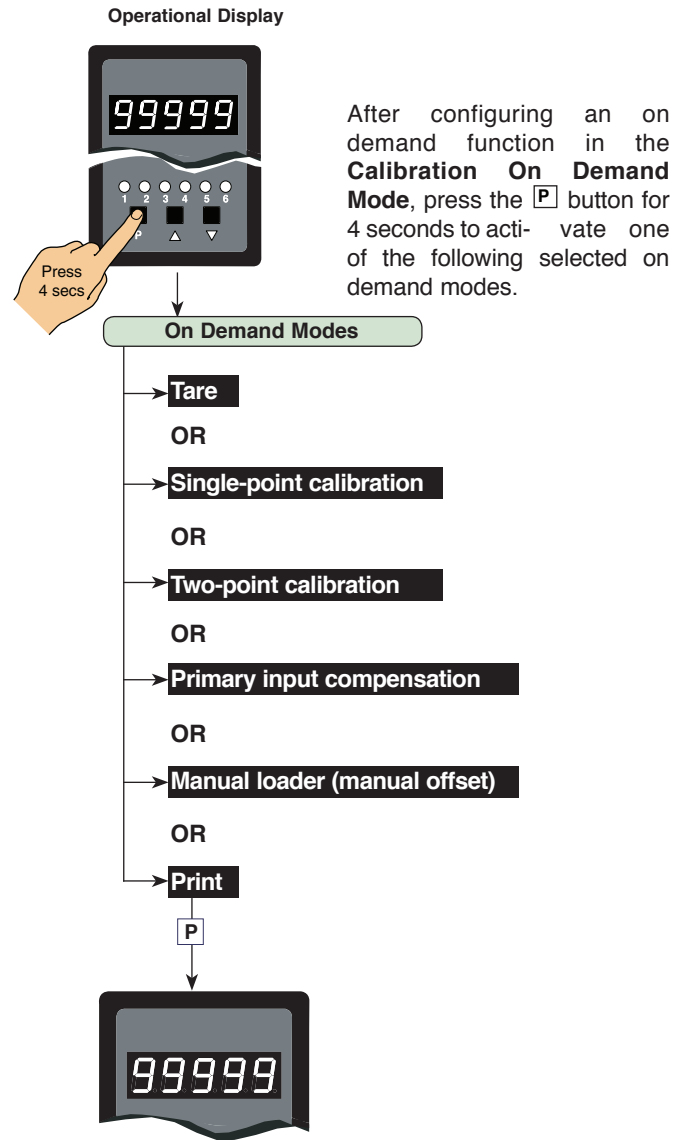 Operational Display
99999
1 2 3 4 5 6
P
Press
4 secs
After configuring an on
demand function in the
Calibration On Demand
Mode, press the P button for
4 seconds to acti- vate one
of the following selected on
demand modes.
On Demand Modes
Tare
OR
Single-point calibration
OR
Two-point calibration
OR
Primary input compensation
OR
Manual loader (manual offset)
OR
Print
P
99999